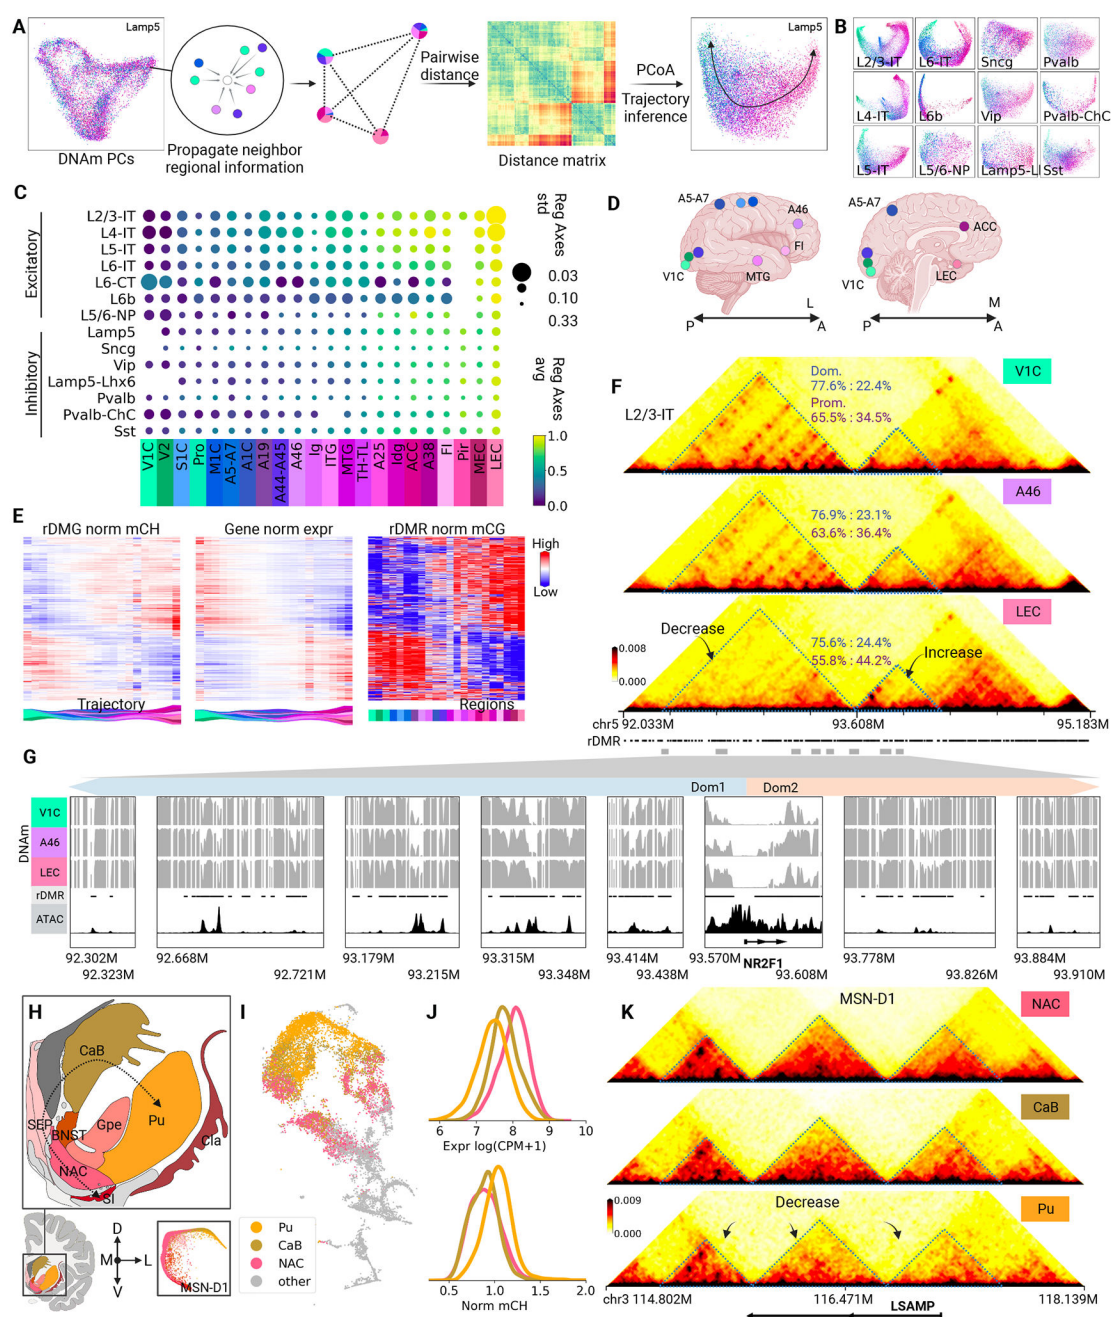 A
Lamp5
DNAm PCs
Propagate neighbor
regional information
Pairwise
distance
Distance matrix
PCoA
Trajectory
inference
Lamp5
B
L2/3-IT
L6-IT
Sncg
Pvalb
L4-IT
L6b
Vip
Pvalb-ChC
L5-IT
L5/6-NP
Sst
C
Excitatory
Inhibitory
L2/3-IT
L4-IT
L5-IT
L6-IT
L6-CT
L6b
L5/6-NP
Lamp5
Sncg
Vip
Lamp5-Lhx6
Pvalb
Pvalb-ChC
Sst
V1C
V2
S1C
Pro
M1C
A5-A7
A1C
A19
A44-A45
A46
Ig
ITG
MTG
TH-TL
A25
Idg
ACC
A38
FI
Pir
MEC
LEC
Reg Axes
std
0.03
0.10
0.33
Reg Axes
avg
1.0
0.5
0.0
D
A5-A7
A46
FI
V1C
MTG
L
P
A
A5-A7
ACC
LEC
V1C
M
P
A
E
rDMG norm mCH
Gene norm expr
rDMR norm mCG
High
Low
Trajectory
Regions
F
L2/3-IT
V1C
Dom.
77.6% : 22.4%
Prom.
65.5% : 34.5%
A46
76.9% : 23.1%
63.6% : 36.4%
LEC
Decrease
75.6% : 24.4%
55.8% : 44.2%
Increase
0.008
0.000
chr5 92.033M
93.608M
95.183M
rDMR
G
Dom1
Dom2
DNAm
V1C
A46
LEC
rDMR
ATAC
92.302M
92.323M
92.668M
92.721M
93.179M
93.215M
93.315M
93.348M
93.414M
93.438M
93.570M
NR2F1
93.608M
93.778M
93.826M
93.884M
93.910M
H
CaB
SEP
BNST
Gpe
Pu
Cla
NAC
SI
D
M
L
V
MSN-D1
I
Pu
CaB
NAC
other
J
6
7
8
9
10
Expr log(CPM+1)
0.5
1.0
1.5
2.0
Norm mCH
K
MSN-D1
NAC
CaB
Pu
Decrease
0.009
0.000
chr3 114.802M
116.471M
LSAMP
118.139M